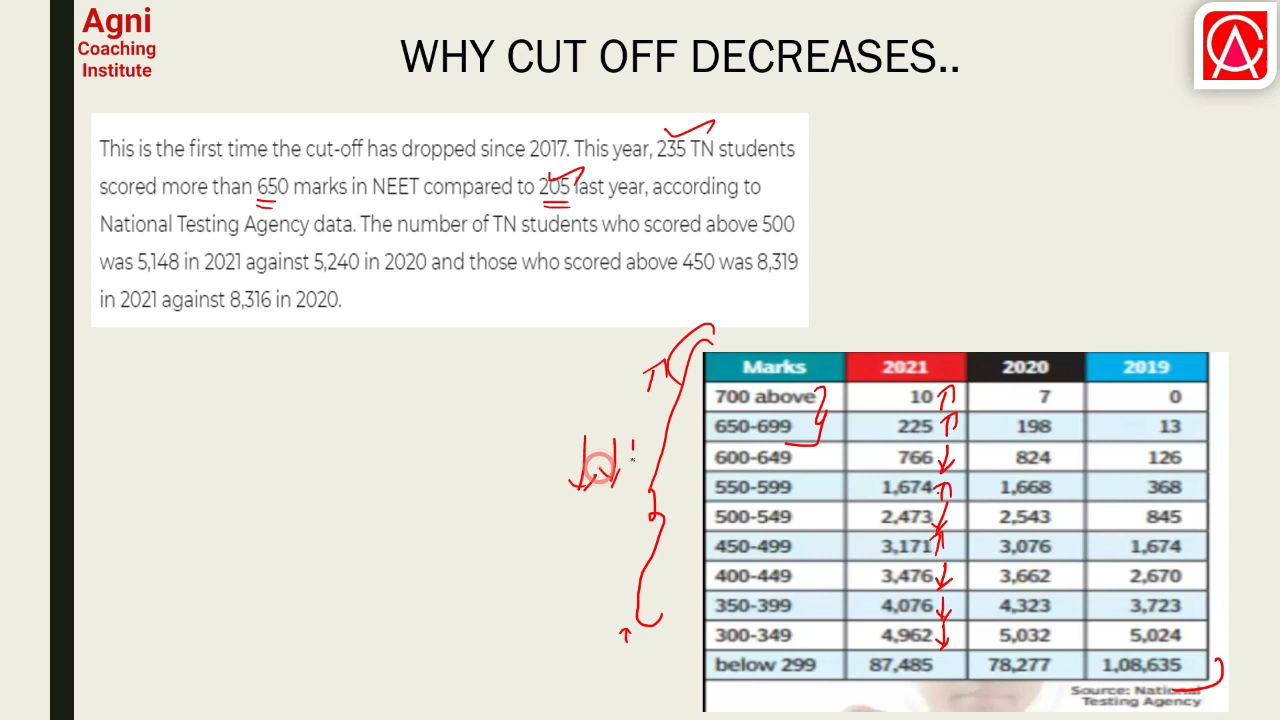 Agni
Coaching
Institute
WHY CUT OFF DECREASES..
This is the first time the cut-off has dropped since 2017. This year, 235 TN students
scored more than 650 marks in NEET compared to 205 last year, according to
National Testing Agency data. The number of TN students who scored above 500
was 5,148 in 2021 against 5,240 in 2020 and those who scored above 450 was 8,319
in 2021 against 8,316 in 2020.
Marks 2021 2020 2019
700 above 10 7 0
650-699 225 198 13
600-649 766 824 126
550-599 1,674 1,668 368
500-549 2,473 2,543 845
450-499 3,171 3,076 1,674
400-449 3,476 3,662 2,670
350-399 4,076 4,323 3,723
300-349 4,962 5,032 5,024
below 299 87,485 78,277 1,08,635
Source: National
Testing Agency